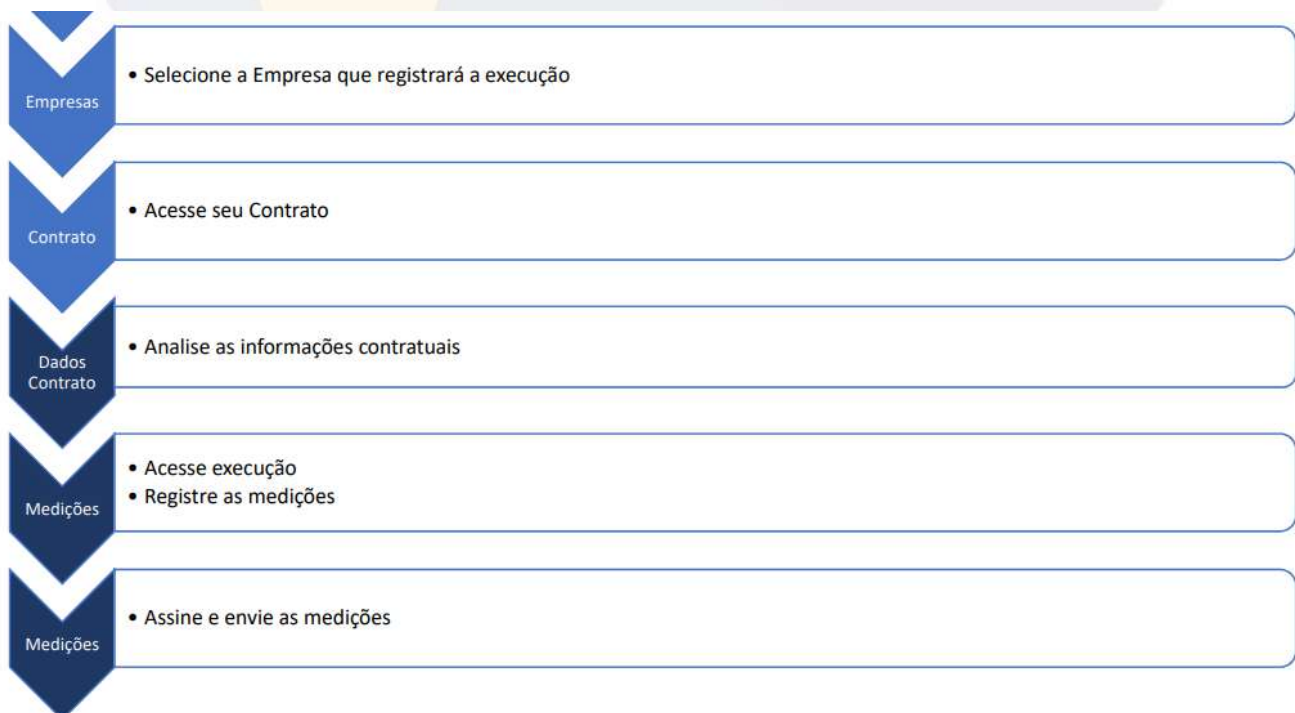 Empresas
• Selecione a Empresa que registrará a execução
Contrato
• Acesse seu Contrato
Dados
Contrato
• Analise as informações contratuais
Medições
• Acesse execução
• Registre as medições
Medições
• Assine e envie as medições